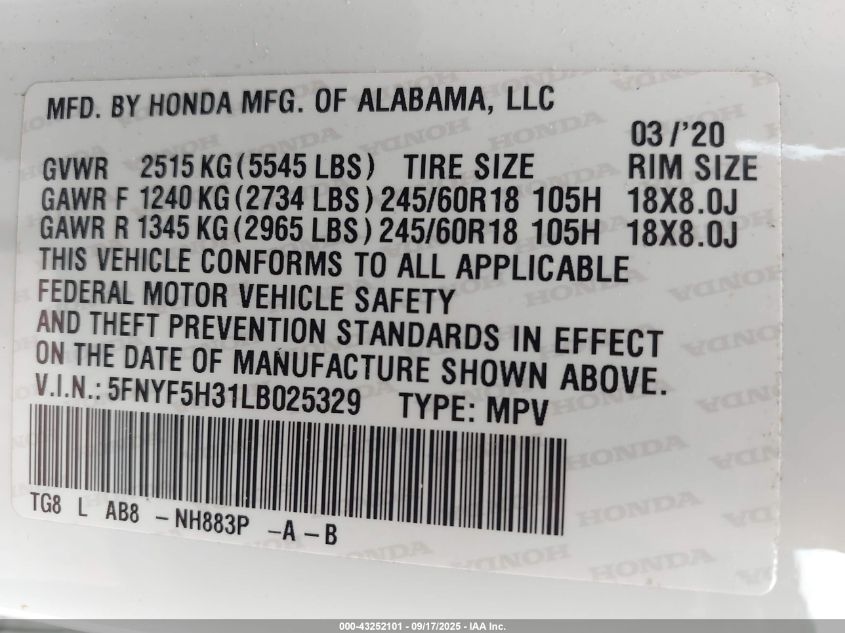 MFD. BY HONDA MFG. OF ALABAMA, LLC
03/'20
GVWR 2515 KG (5545 LBS) TIRE SIZE RIM SIZE
GAWR F 1240 KG (2734 LBS) 245/60R18 105H 18X8.0J
GAWR R 1345 KG (2965 LBS) 245/60R18 105H 18X8.0J
THIS VEHICLE CONFORMS TO ALL APPLICABLE
FEDERAL MOTOR VEHICLE SAFETY
AND THEFT PREVENTION STANDARDS IN EFFECT
ON THE DATE OF MANUFACTURE SHOWN ABOVE.
V.I.N.: 5FNYF5H31LB025329 TYPE: MPV
TG8 L AB8 -NH883P -A-B
000-43252101 - 09/17/2025 - IAA Inc.